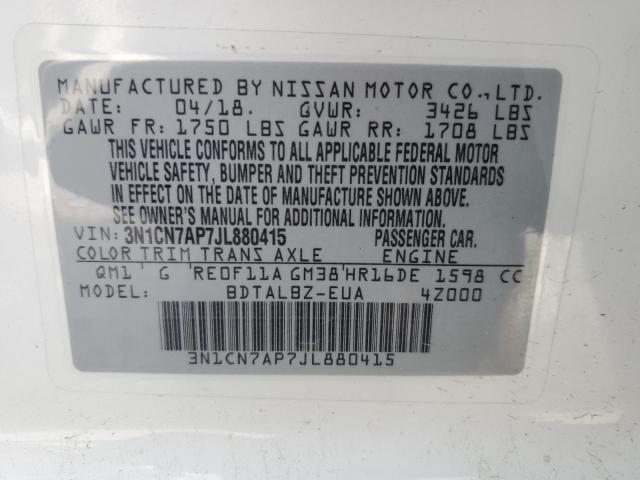 MANUFACTURED BY NISSAN MOTOR CO.,LTD.
DATE: 04/18. GVWR: 3426 LBS
GAWR FR: 1750 LBS GAWR RR: 1708 LBS
THIS VEHICLE CONFORMS TO ALL APPLICABLE FEDERAL MOTOR
VEHICLE SAFETY, BUMPER AND THEFT PREVENTION STANDARDS
IN EFFECT ON THE DATE OF MANUFACTURE SHOWN ABOVE.
SEE OWNER'S MANUAL FOR ADDITIONAL INFORMATION.
VIN: 3N1CN7AP7JL880415 PASSENGER CAR.
COLOR TRIM TRANS AXLE ENGINE
QM1 G RE0F11A GM38 HR16DE 1598 CC
MODEL: BDTALBZ-EUA 4Z000
3N1CN7AP7JL880415